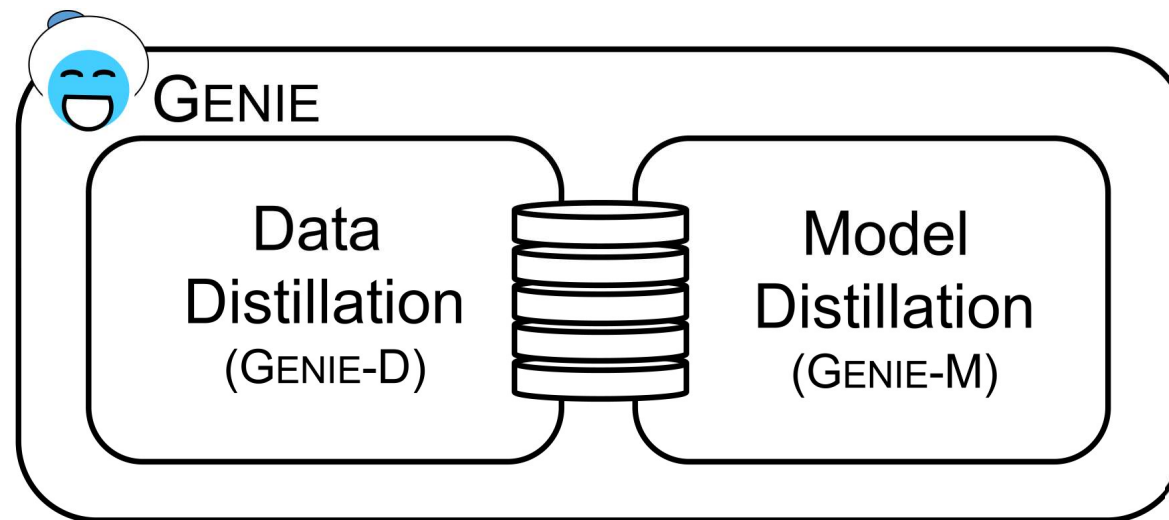 GENIE
Data
Distillation
(GENIE-D)
Model
Distillation
(GENIE-M)